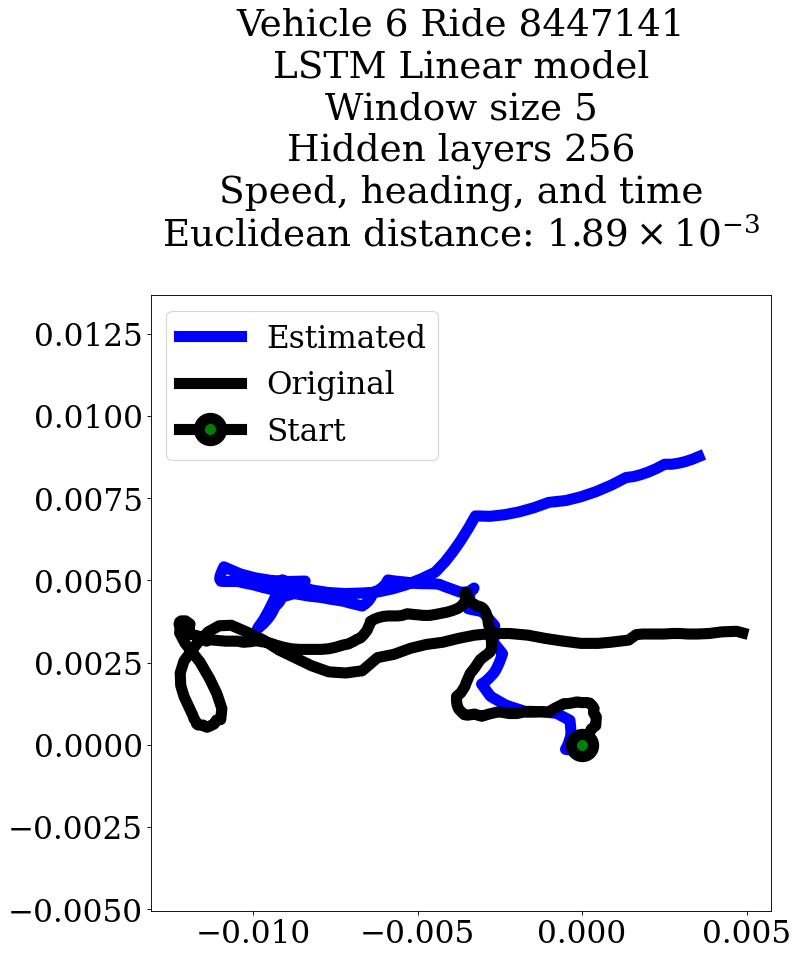 Vehicle 6 Ride 8447141
LSTM Linear model
Window size 5
Hidden layers 256
Speed, heading, and time
Euclidean distance: 1.89 × 10⁻³
Estimated
Original
Start
0.0125
0.0100
0.0075
0.0050
0.0025
0.0000
−0.0025
−0.0050
−0.010 −0.005 0.000 0.005